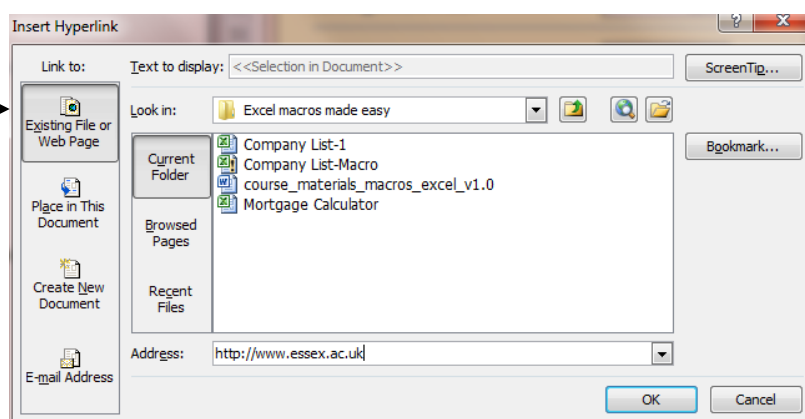 Insert Hyperlink
Link to:
Text to display: <<Selection in Document>>
ScreenTip...
Existing File or
Web Page
Look in: Excel macros made easy
Bookmark...
Current
Folder
Company List-1
Company List-Macro
course_materials_macros_excel_v1.0
Mortgage Calculator
Place in This
Document
Browsed
Pages
Create New
Document
Recent
Files
E-mail Address
Address: http://www.essex.ac.uk
OK Cancel